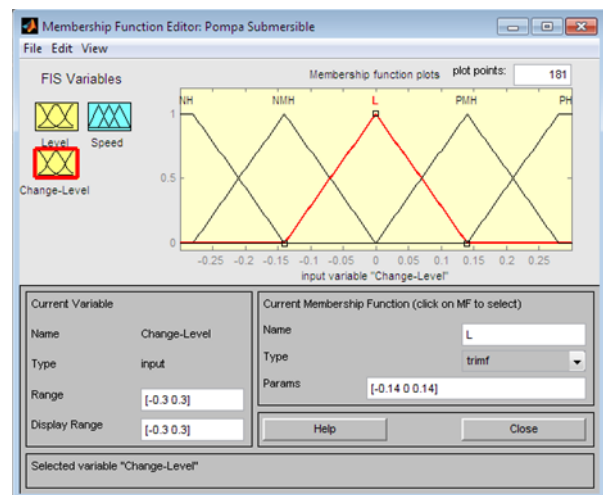 Membership Function Editor: Pompa Submersible
File Edit View
FIS Variables
Level
Speed
Change-Level
Membership function plots
plot points:
181
NH
NMH
L
PMH
PH
1
0.5
0
-0.25 -0.2 -0.15 -0.1 -0.05 0 0.05 0.1 0.15 0.2 0.25
input variable "Change-Level"
Current Variable
Name Change-Level
Type input
Range [-0.3 0.3]
Display Range [-0.3 0.3]
Current Membership Function (click on MF to select)
Name L
Type trimf
Params [-0.14 0 0.14]
Help
Close
Selected variable "Change-Level"